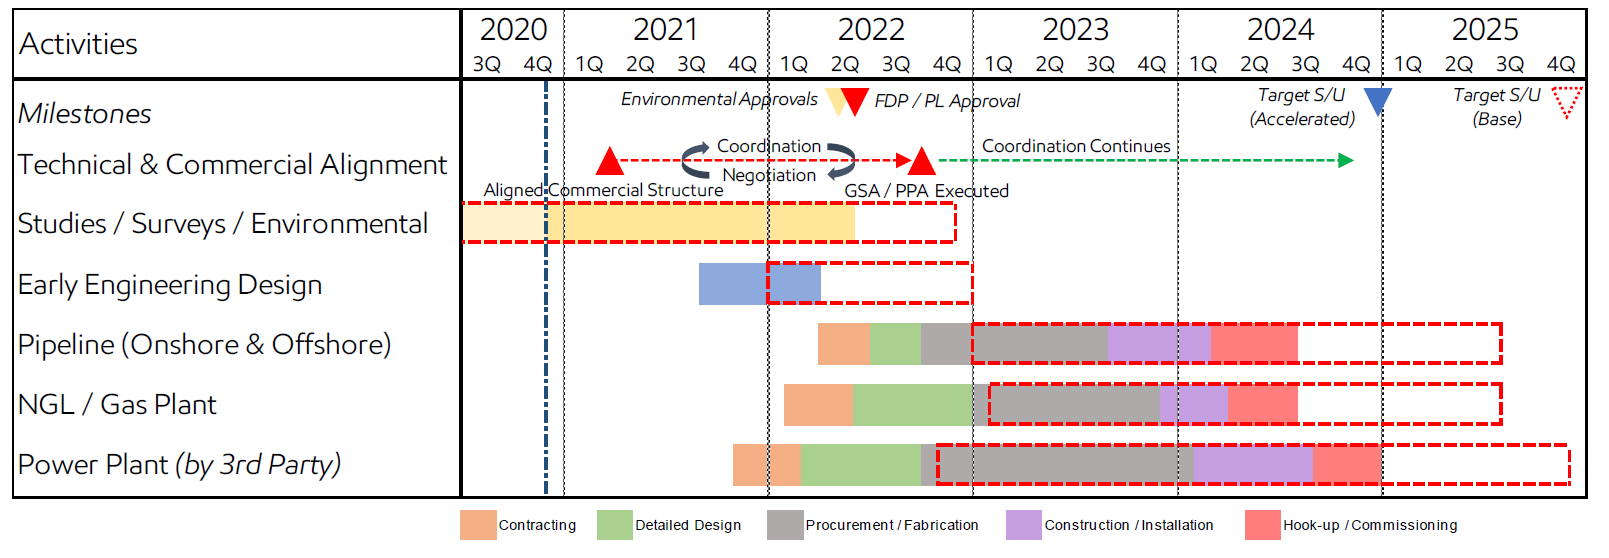 Activities
2020 2021 2022 2023 2024 2025
3Q 4Q 1Q 2Q 3Q 4Q 1Q 2Q 3Q 4Q 1Q 2Q 3Q 4Q 1Q 2Q 3Q 4Q 1Q 2Q 3Q 4Q
Milestones
Environmental Approvals
FDP / PL Approval
Target S/U
(Accelerated)
Target S/U
(Base)
Technical & Commercial Alignment
Coordination
Negotiation
Coordination Continues
Aligned Commercial Structure
GSA / PPA Executed
Studies / Surveys / Environmental
Early Engineering Design
Pipeline (Onshore & Offshore)
NGL / Gas Plant
Power Plant (by 3rd Party)
Contracting
Detailed Design
Procurement / Fabrication
Construction / Installation
Hook-up / Commissioning